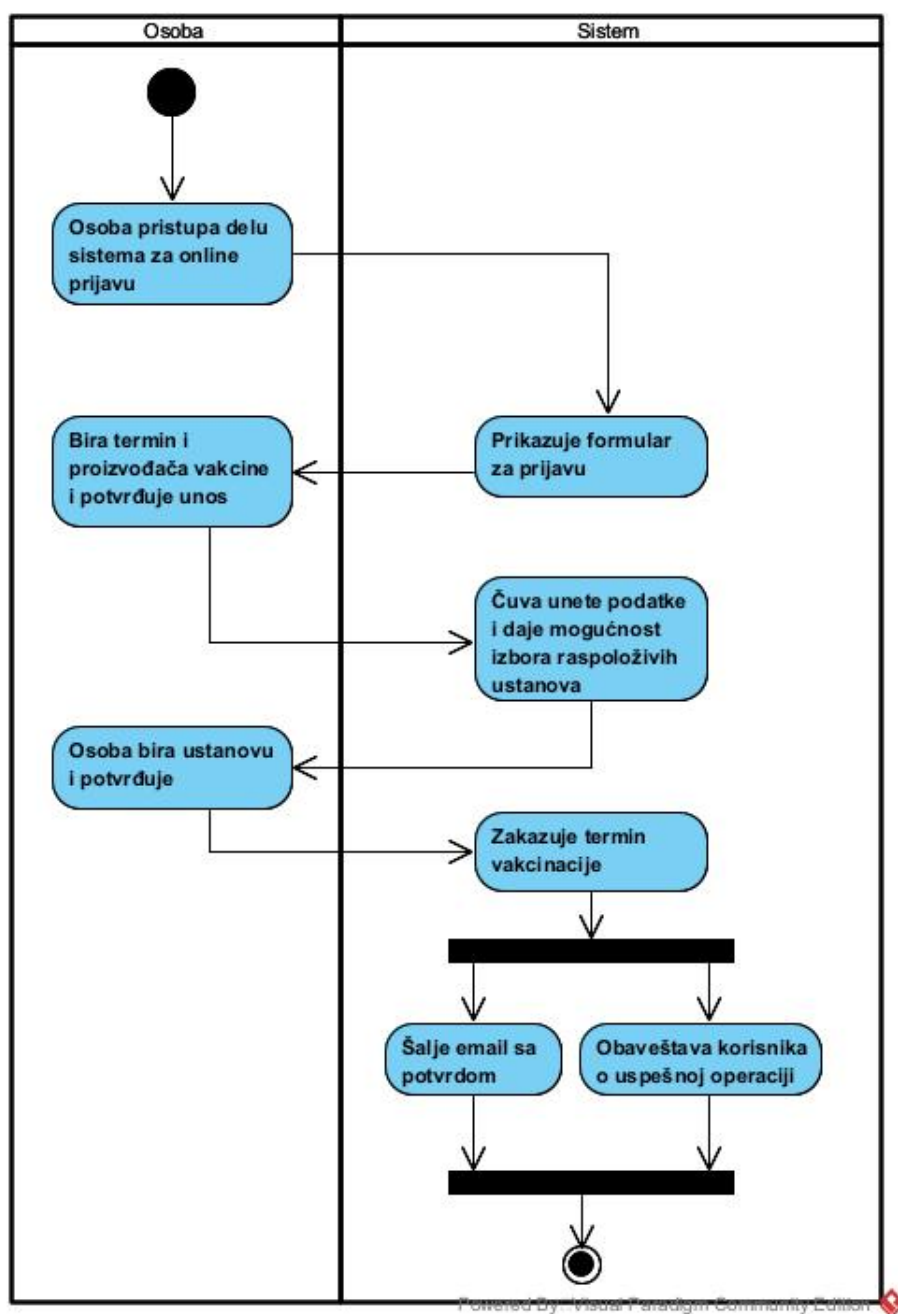 Osoba
Sistem
Osoba pristupa delu
sistema za online
prijavu
Prikazuje formular
za prijavu
Bira termin i
proizvođača vakcine
i potvrđuje unos
Čuva unete podatke
i daje mogućnost
izbora raspoloživih
ustanova
Osoba bira ustanovu
i potvrđuje
Zakazuje termin
vakcinacije
Šalje email sa
potvrdom
Obaveštava korisnika
o uspešnoj operaciji
Powered By: Visual Paradigm Community Edition